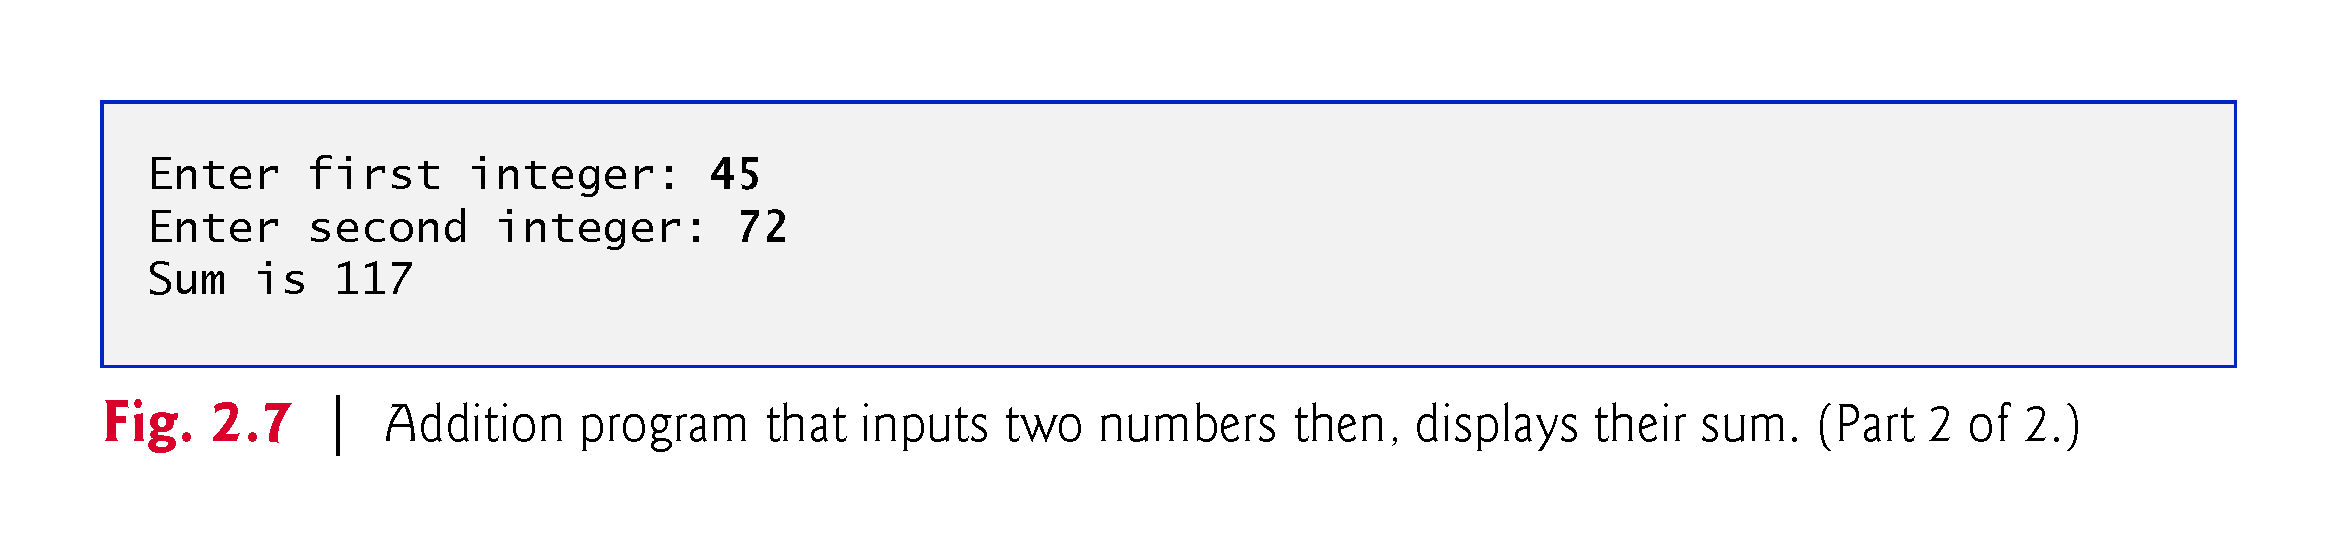 Enter first integer: 45
Enter second integer: 72
Sum is 117
Fig. 2.7 | Addition program that inputs two numbers then, displays their sum. (Part 2 of 2.)